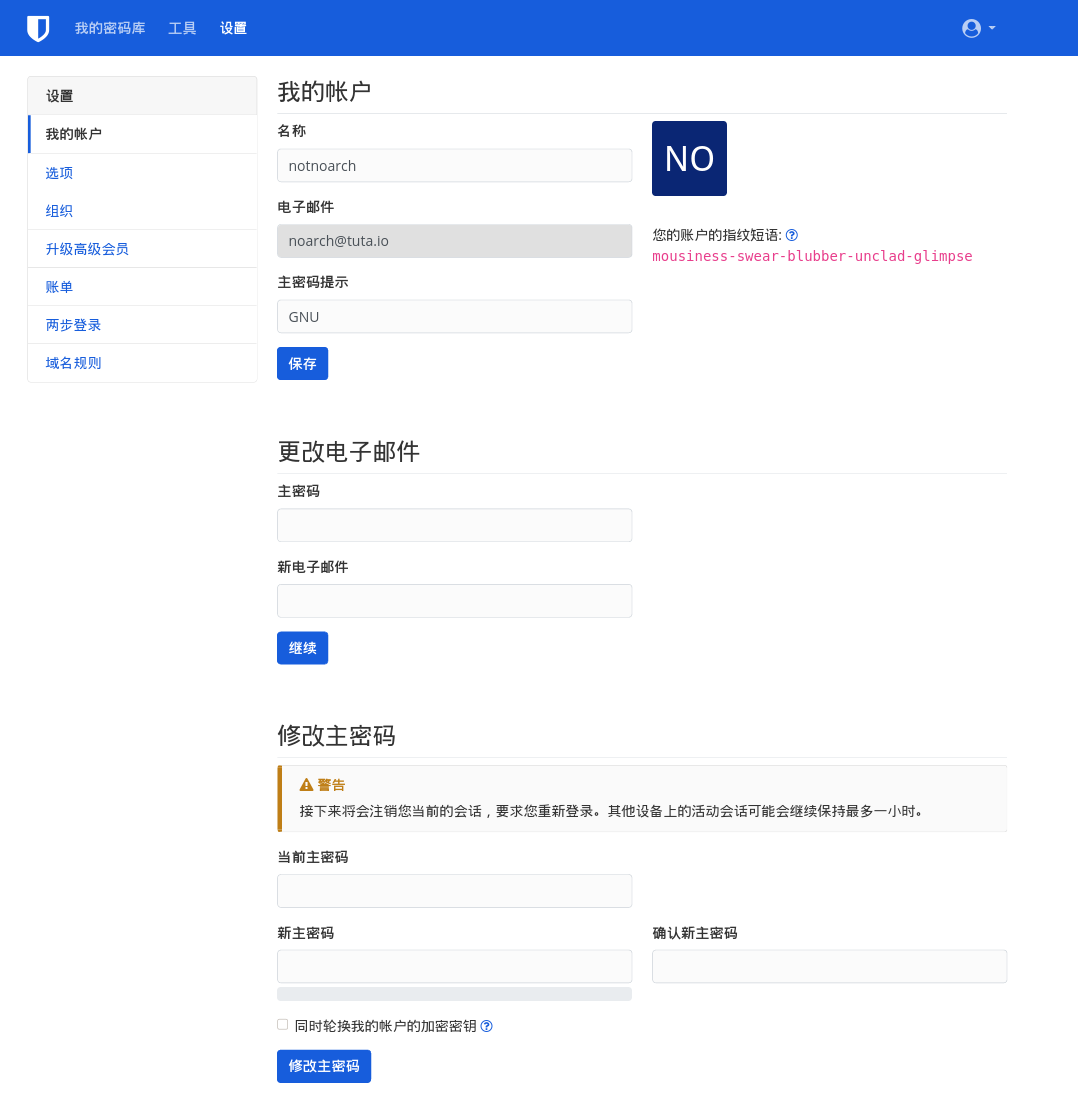 我的密码库 工具 设置
设置
我的帐户
选项
组织
升级高级会员
账单
两步登录
域名规则
我的帐户
名称
notnoarch
电子邮件
noarch@tuta.io
主密码提示
GNU
保存
NO
您的账户的指纹短语:
mousiness-swear-blubber-unclad-glimpse
更改电子邮件
主密码
新电子邮件
继续
修改主密码
警告
接下来将会注销您当前的会话，要求您重新登录。其他设备上的活动会话可能会继续保持最多一小时。
当前主密码
新主密码
确认新主密码
同时轮换我的帐户的加密密钥
修改主密码